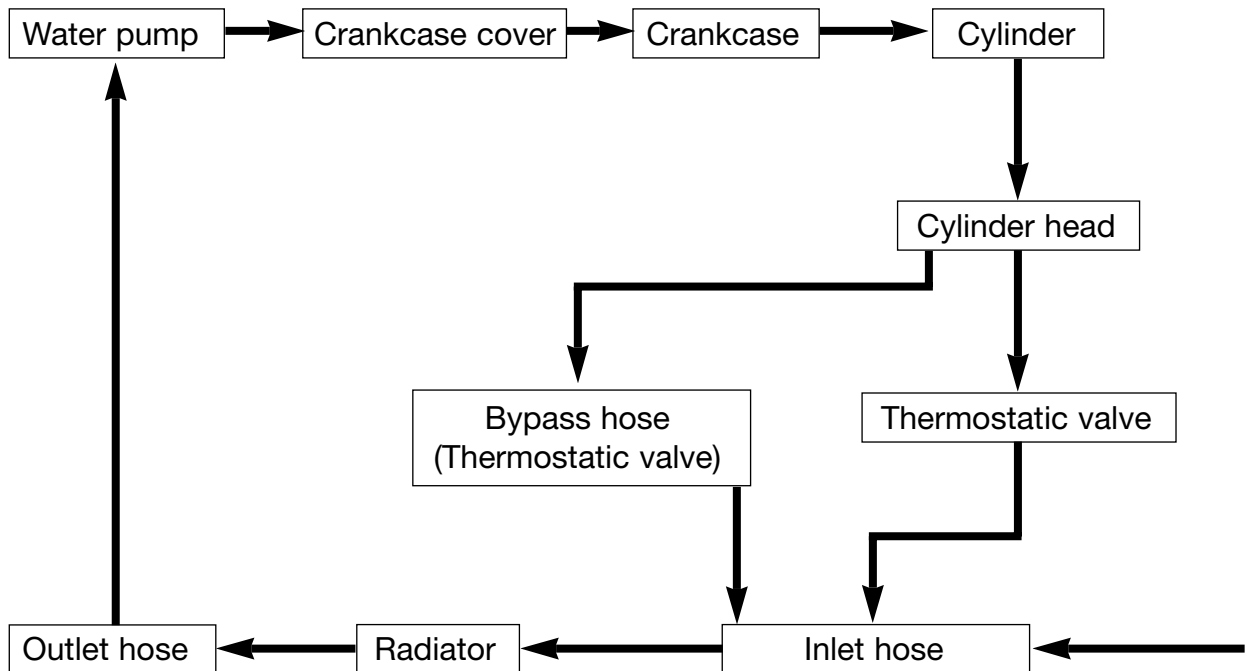 Water pump
Crankcase cover
Crankcase
Cylinder
Cylinder head
Bypass hose
(Thermostatic valve)
Thermostatic valve
Outlet hose
Radiator
Inlet hose